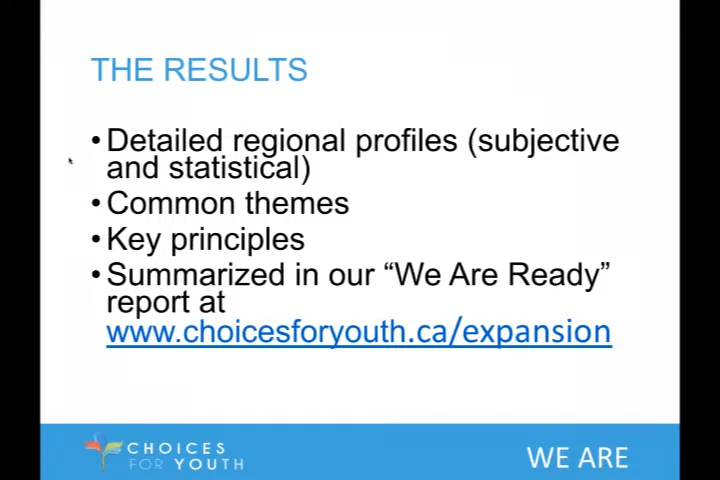 THE RESULTS
•Detailed regional profiles (subjective
and statistical)
•Common themes
•Key principles
•Summarized in our “We Are Ready”
report at
www.choicesforyouth.ca/expansion
CHOICES
FOR YOUTH
WE ARE